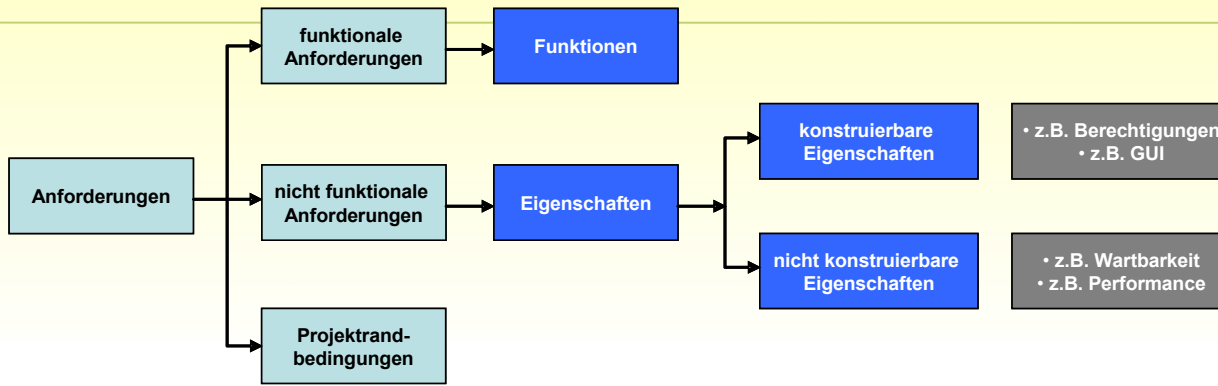 funktionale
Anforderungen
Funktionen
konstruierbare
Eigenschaften
• z.B. Berechtigungen
• z.B. GUI
Anforderungen
nicht funktionale
Anforderungen
Eigenschaften
nicht konstruierbare
Eigenschaften
• z.B. Wartbarkeit
• z.B. Performance
Projektrand-
bedingungen